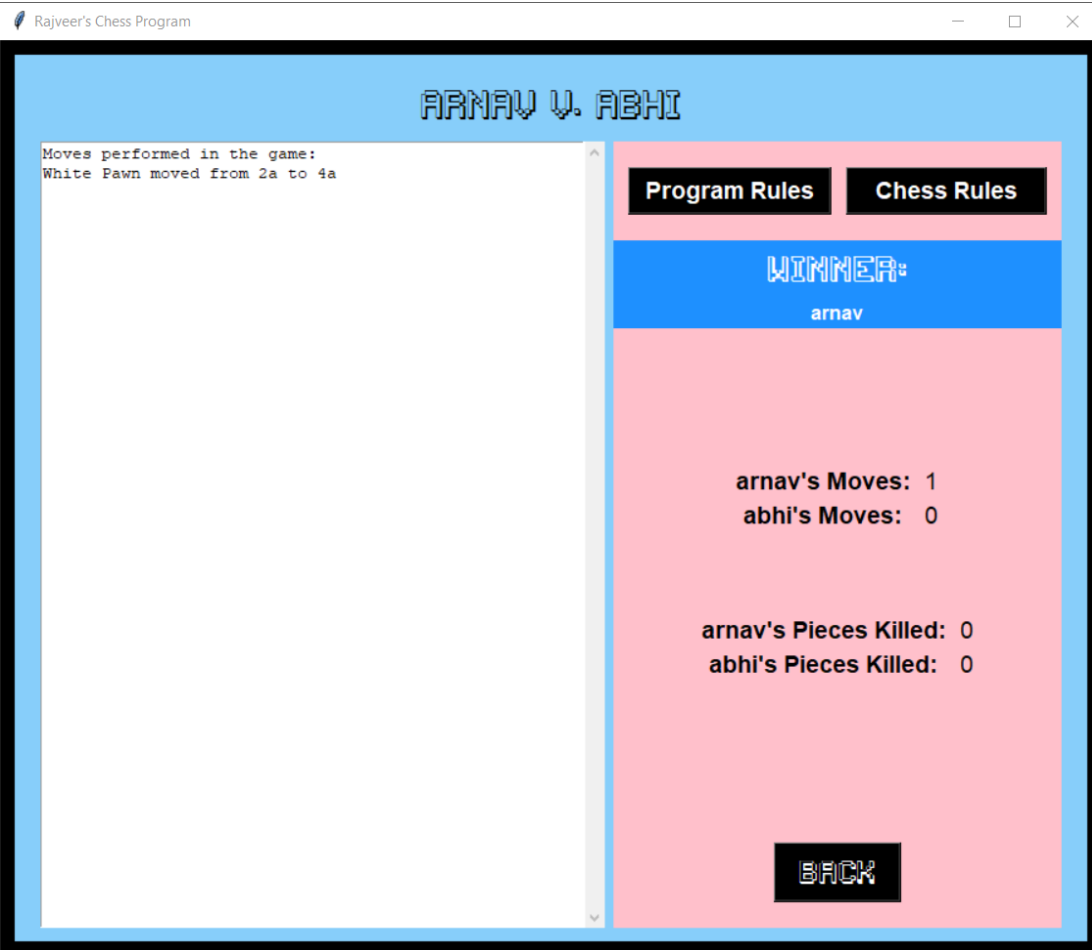 Rajveer's Chess Program
ARNAV V. ABHI
Moves performed in the game:
White Pawn moved from 2a to 4a
Program Rules
Chess Rules
WINNER:
arnav
arnav's Moves: 1
abhi's Moves: 0
arnav's Pieces Killed: 0
abhi's Pieces Killed: 0
BACK